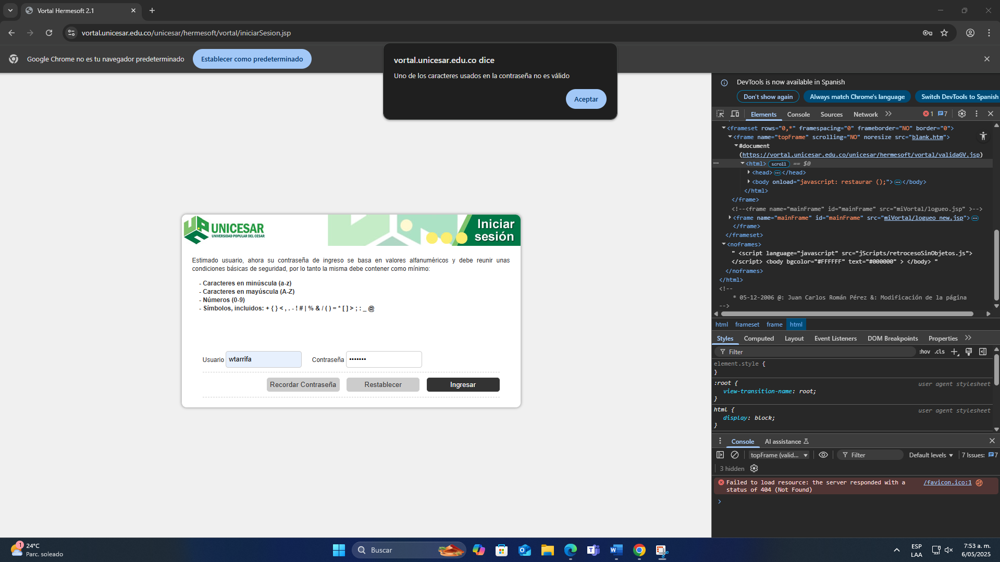 Vortal Hermesoft 2.1
vortal.unicesar.edu.co/unicesar/hermesoft/vortal/iniciarSesion.jsp
Google Chrome no es tu navegador predeterminado
Establecer como predeterminado
vortal.unicesar.edu.co dice
Uno de los caracteres usados en la contraseña no es válido
Aceptar
UNICESAR
UNIVERSIDAD POPULAR DEL CESAR
Iniciar
sesión
Estimado usuario, ahora su contraseña de ingreso se basa en valores alfanuméricos y debe reunir unas
condiciones básicas de seguridad, por lo tanto la misma debe contener como mínimo:
- Caracteres en minúscula (a-z)
- Caracteres en mayúscula (A-Z)
- Números (0-9)
- Símbolos, incluidos: + { } < , . - ! # | % & / ( ) = * [ ] > ; : _ @
Usuario wtarrifa Contraseña •••••••
Recordar Contraseña Restablecer Ingresar
DevTools is now available in Spanish
Don't show again Always match Chrome's language Switch DevTools to Spanish
Elements Console Sources Network 1 7
<frameset rows="0,*" framespacing="0" frameborder="NO" border="0">
<frame name="topFrame" scrolling="NO" noresize src="blank.htm">
#document
(https://vortal.unicesar.edu.co/unicesar/hermesoft/vortal/validaGV.jsp)
<html> scroll == $0
<head> … </head>
<body onload="javascript: restaurar ();"> … </body>
</html>
</frame>
<!--<frame name="mainFrame" id="mainFrame" src="miVortal/logueo.jsp" >-->
<frame name="mainFrame" id="mainFrame" src="miVortal/logueo_new.jsp"> …
</frame>
</frameset>
<noframes>
" <script language="javascript" src="jScripts/retrocesoSinObjetos.js">
</script> <body bgcolor="#FFFFFF" text="#000000" > </body> "
</noframes>
</html>
<!--
* 05-12-2006 @: Juan Carlos Román Pérez &: Modificación de la página
-->
html frameset frame html
Styles Computed Layout Event Listeners DOM Breakpoints Properties
Filter :hov .cls
element.style {
}
:root { user agent stylesheet
view-transition-name: root;
}
html { user agent stylesheet
display: block;
}
Console AI assistance
topFrame (valid... Filter Default levels 7 Issues: 7
3 hidden
Failed to load resource: the server responded with a /favicon.ico:1
status of 404 (Not Found)
1 24°C
Parc. soleado
Buscar
ESP
LAA
7:53 a. m.
6/05/2025